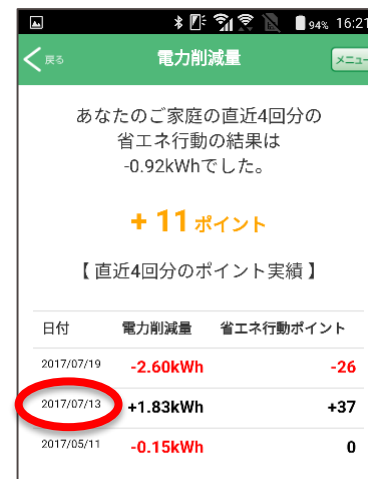 94% 16:21
戻る 電力削減量 メニュー
あなたのご家庭の直近4回分の
省エネ行動の結果は
-0.92kWhでした。
+ 11 ポイント
【 直近4回分のポイント実績 】
日付 電力削減量 省エネ行動ポイント
2017/07/19 -2.60kWh -26
2017/07/13 +1.83kWh +37
2017/05/11 -0.15kWh 0